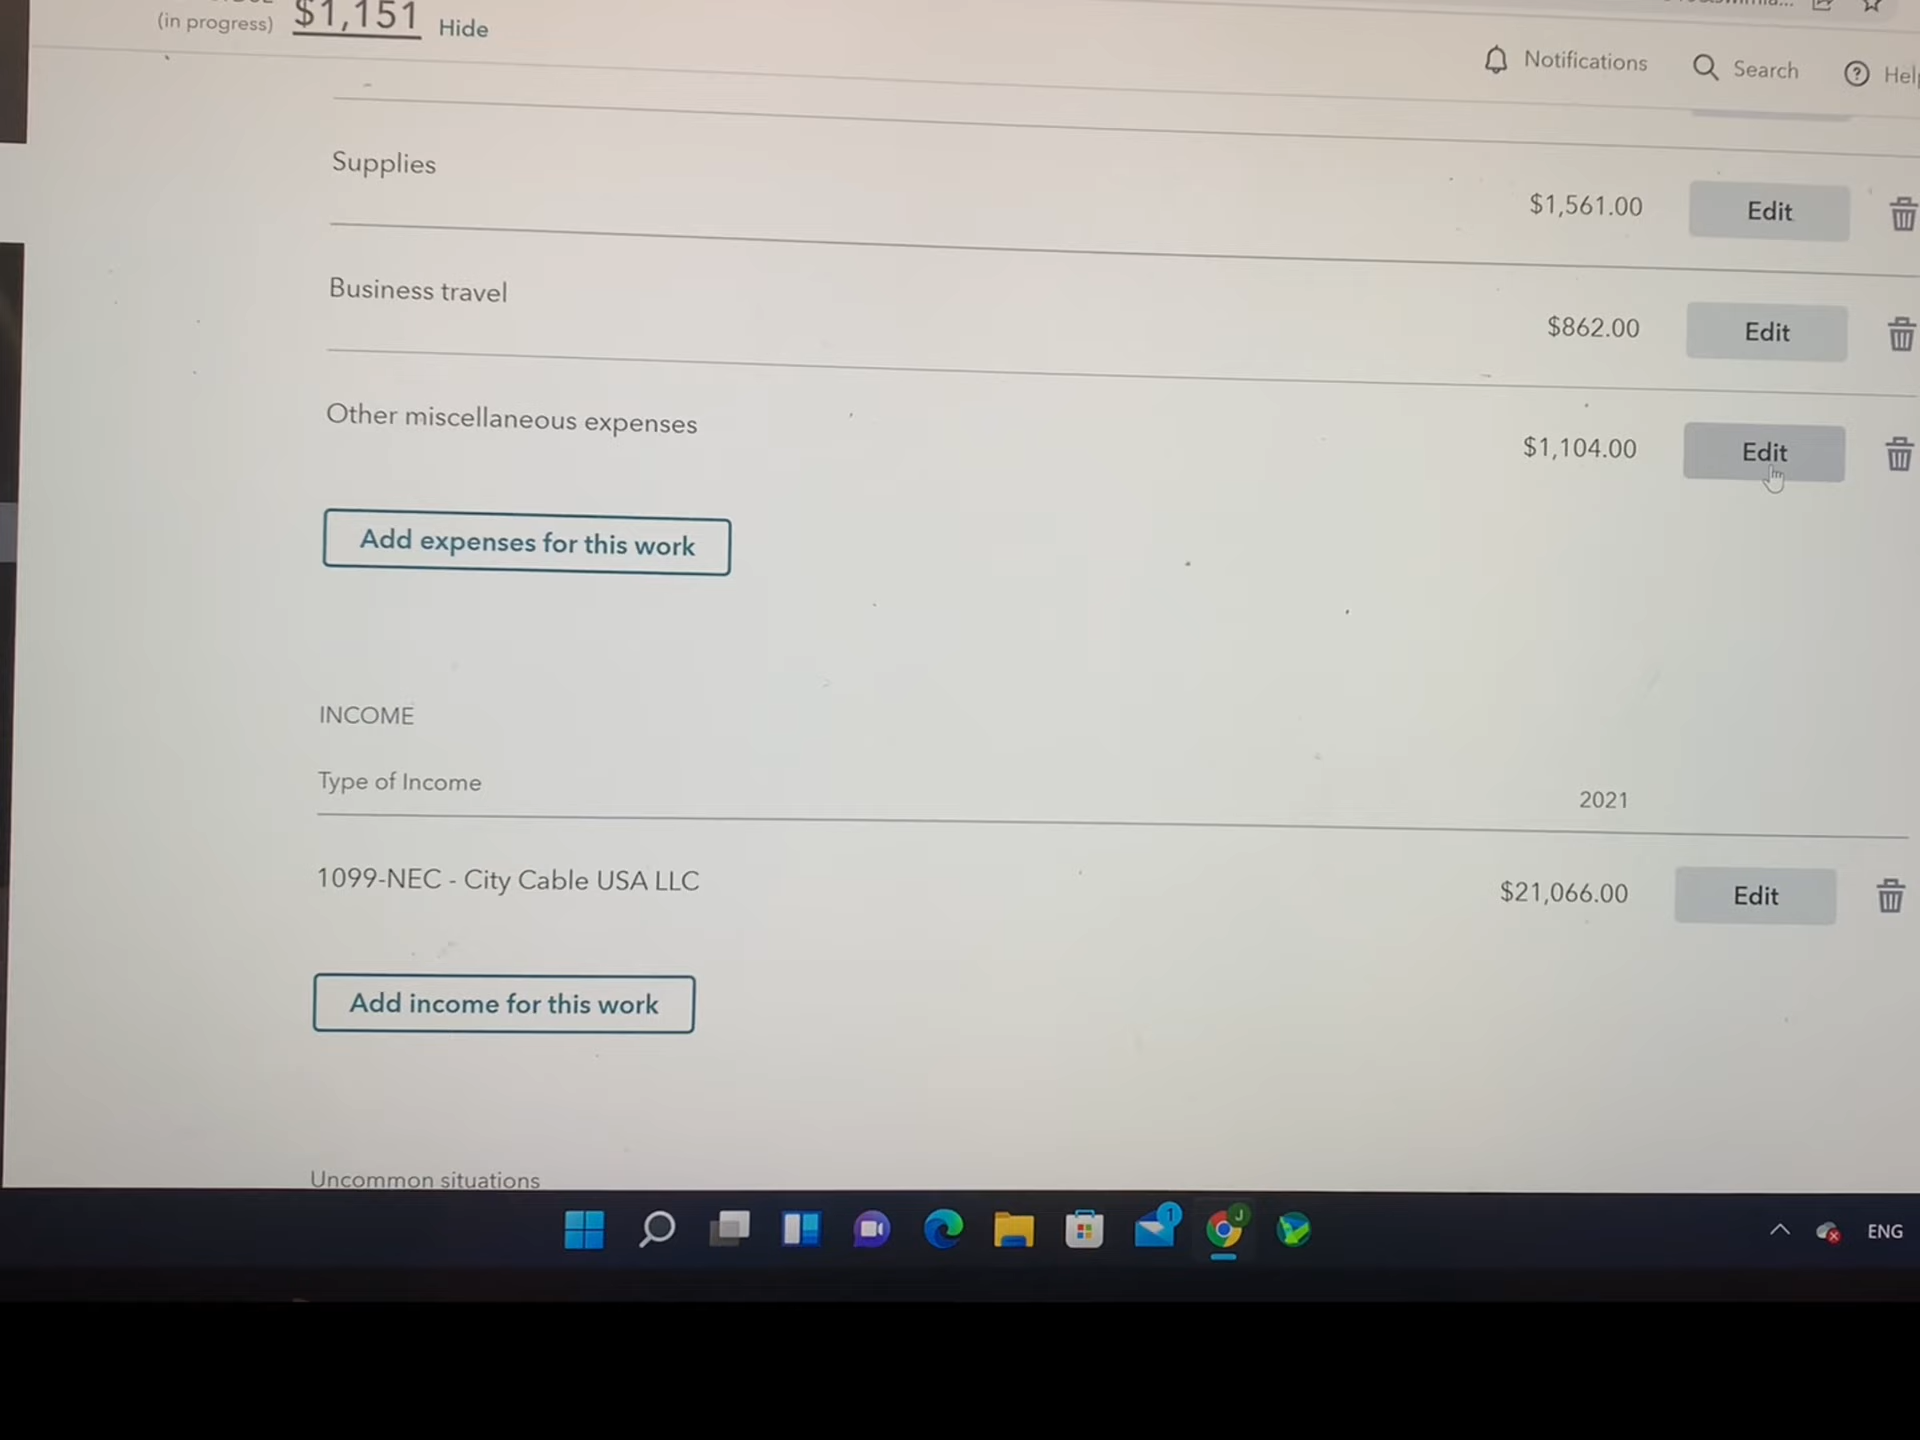 (in progress) $1,151 Hide
Notifications Search
Supplies $1,561.00 Edit
Business travel $862.00 Edit
Other miscellaneous expenses $1,104.00 Edit
Add expenses for this work
INCOME
Type of Income 2021
1099-NEC - City Cable USA LLC $21,066.00 Edit
Add income for this work
Uncommon situations
1 J ENG